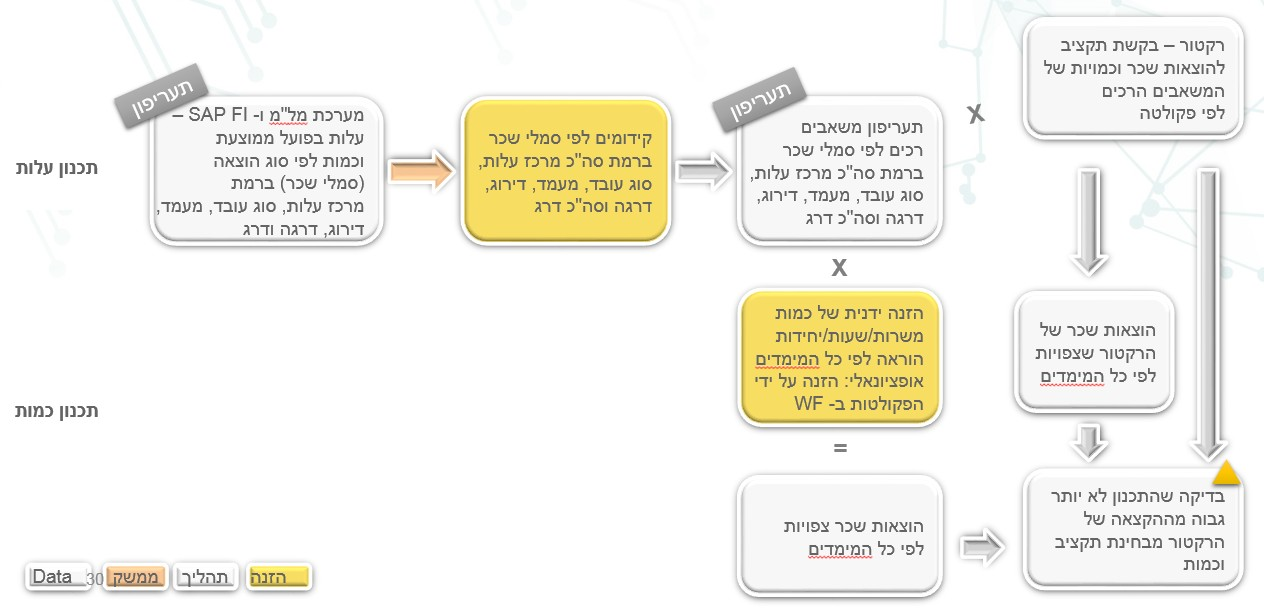 רקטור – בקשת תקציב
להוצאות שכר וכמויות של
המשאבים הרכים
לפי פקולטה
X
תעריפון
תעריפון משאבים
רכים לפי סמלי שכר
ברמת סה"כ מרכז עלות,
סוג עובד, מעמד, דירוג,
דרגה וסה"כ דרג
קידומים לפי סמלי שכר
ברמת סה"כ מרכז עלות,
סוג עובד, מעמד, דירוג,
דרגה וסה"כ דרג
תעריפון
מערכת מל"מ ו- SAP FI –
עלות בפועל ממוצעת
וכמות לפי סוג הוצאה
(סמלי שכר) ברמת
מרכז עלות, סוג עובד, מעמד,
דירוג, דרגה ודרג
תכנון עלות
X
הוצאות שכר של
הרקטור שצפויות
לפי כל המימדים
הזנה ידנית של כמות
משרות/שעות/יחידות
הוראה לפי כל המימדים
אופציונאלי: הזנה על ידי
הפקולטות ב- WF
תכנון כמות
=
בדיקה שהתכנון לא יותר
גבוה מההקצאה של
הרקטור מבחינת תקציב
וכמות
הוצאות שכר צפויות
לפי כל המימדים
הזנה
תהליך
ממשק
30
Data